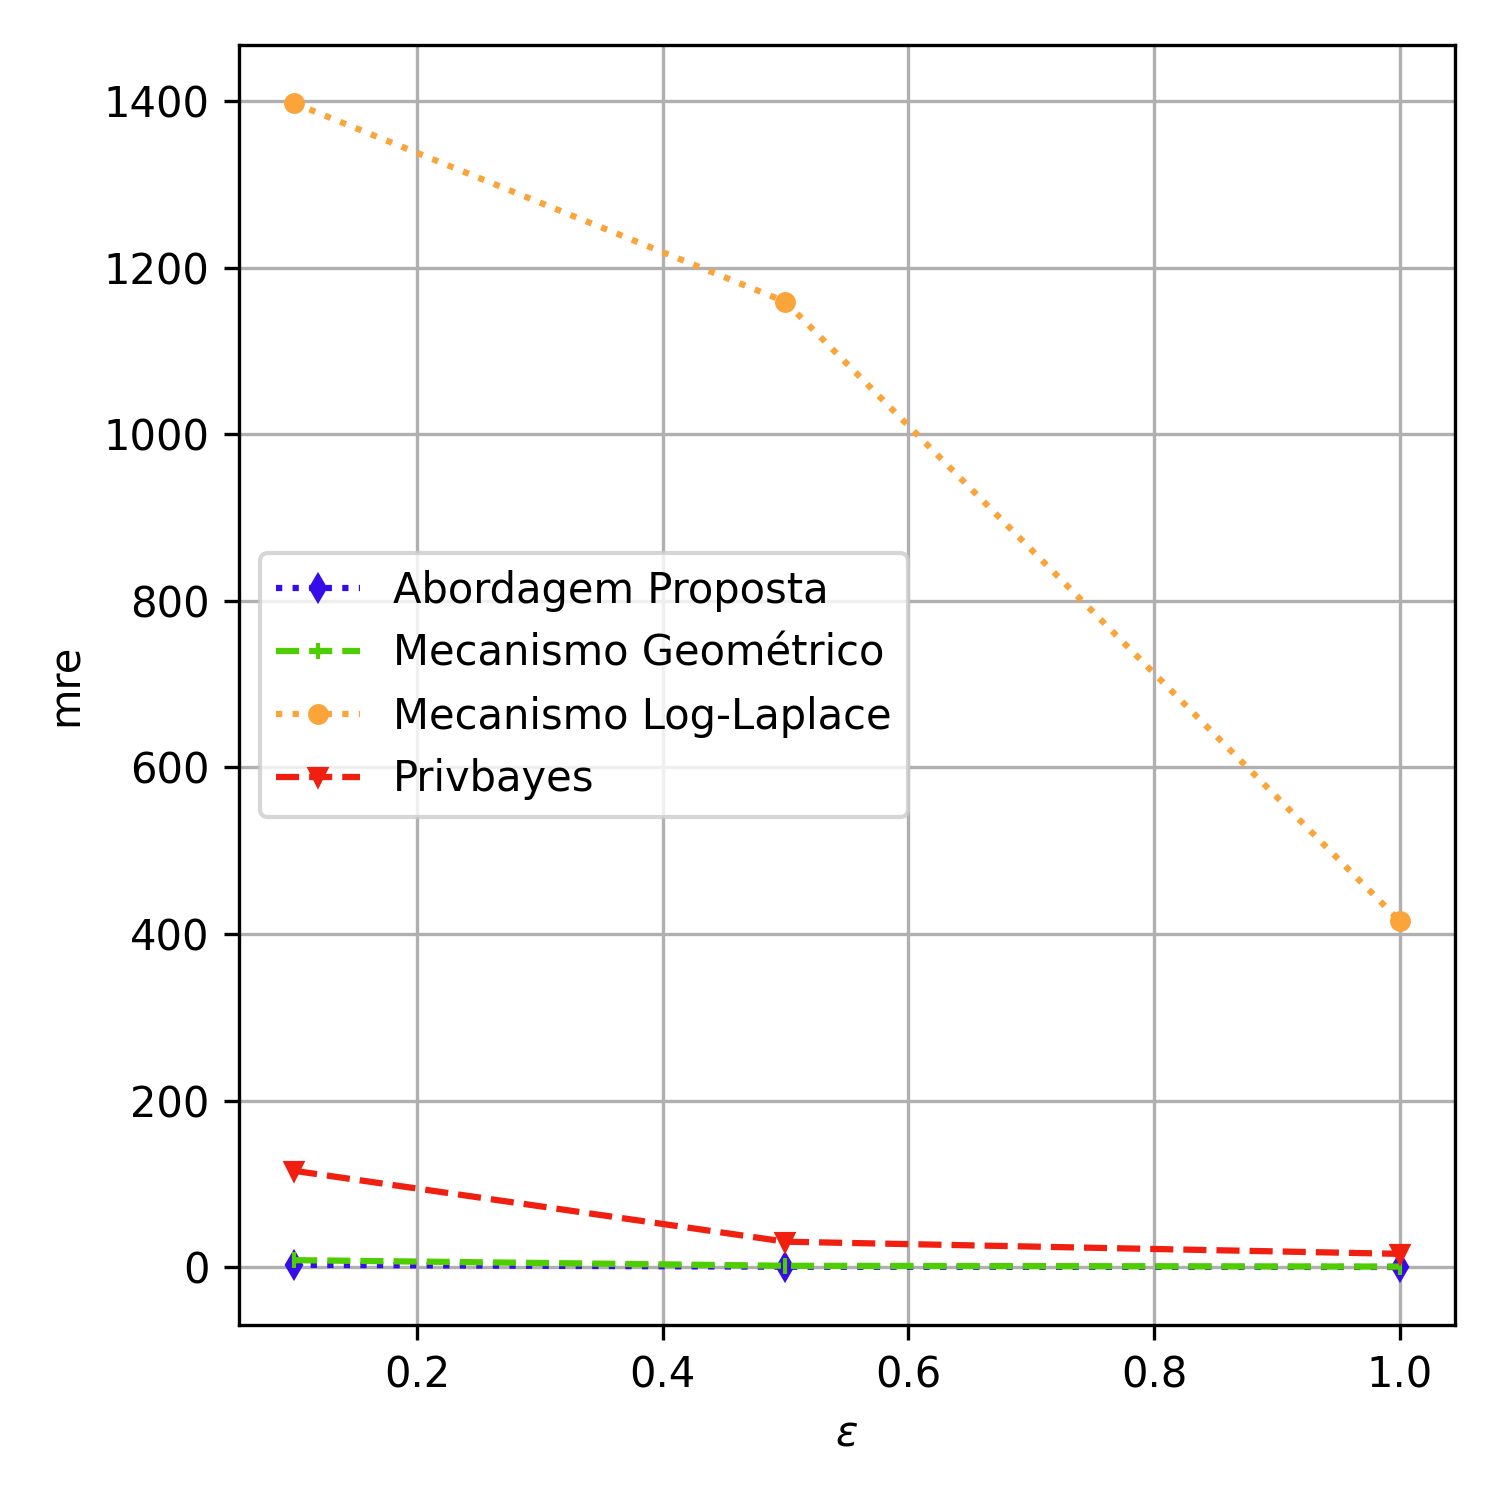 1400
1200
1000
800
600
400
200
0
mre
Abordagem Proposta
Mecanismo Geométrico
Mecanismo Log-Laplace
Privbayes
0.2 0.4 0.6 0.8 1.0
ε